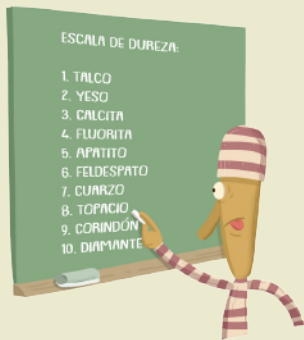 ESCALA DE DUREZA:
1. TALCO
2. YESO
3. CALCITA
4. FLUORITA
5. APATITO
6. FELDESPATO
7. CUARZO
8. TOPACIO
9. CORINDÓN
10. DIAMANTE